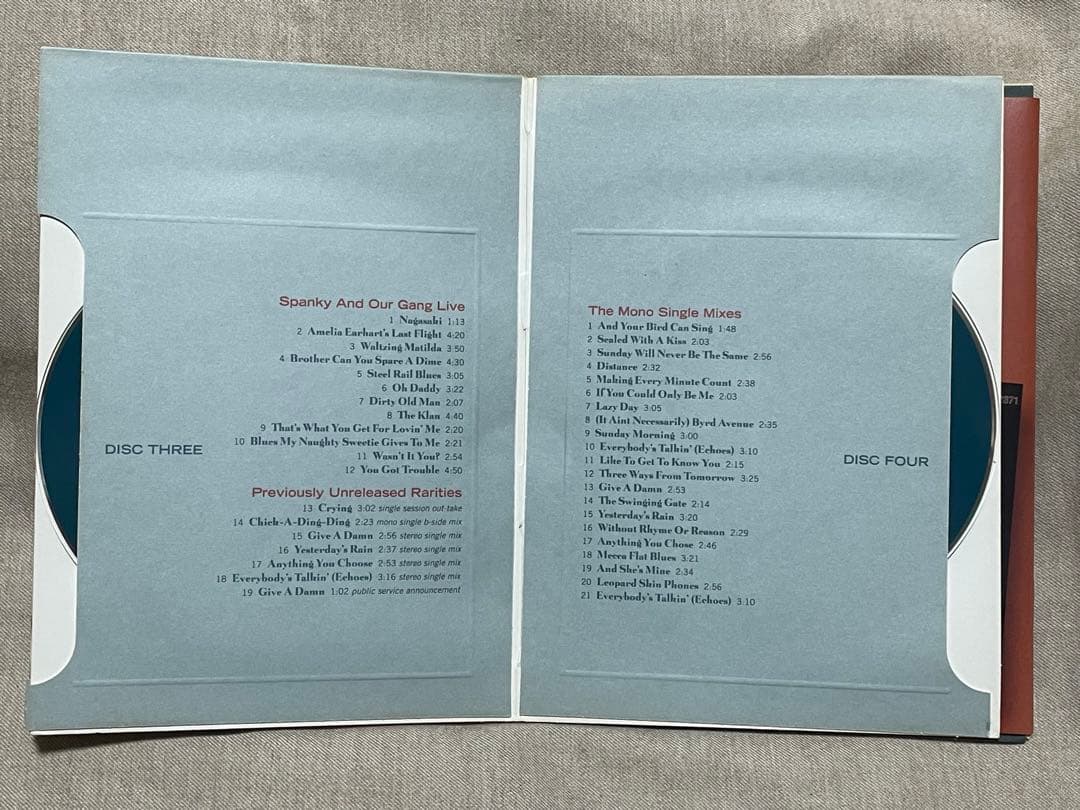 DISC THREE
Spanky And Our Gang Live
1 Nagasaki 1:13
2 Amelia Earhart's Last Flight 4:20
3 Waltzing Matilda 3:50
4 Brother Can You Spare A Dime 4:30
5 Steel Rail Blues 3:05
6 Oh Daddy 3:22
7 Dirty Old Man 2:07
8 The Klan 4:40
9 That's What You Get For Lovin' Me 2:20
10 Blues My Naughty Sweetie Gives To Me 2:21
11 Wasn't It You? 2:54
12 You Got Trouble 4:50
Previously Unreleased Rarities
13 Crying 3:02 single session out-take
14 Chick-A-Ding-Ding 2:23 mono single b-side mix
15 Give A Damn 2:56 stereo single mix
16 Yesterday's Rain 2:37 stereo single mix
17 Anything You Choose 2:53 stereo single mix
18 Everybody's Talkin' (Echoes) 3:16 stereo single mix
19 Give A Damn 1:02 public service announcement
The Mono Single Mixes
1 And Your Bird Can Sing 1:48
2 Sealed With A Kiss 2:03
3 Sunday Will Never Be The Same 2:56
4 Distance 2:32
5 Making Every Minute Count 2:38
6 If You Could Only Be Me 2:03
7 Lazy Day 3:05
8 (It Aint Necessarily) Byrd Avenue 2:35
9 Sunday Morning 3:00
10 Everybody's Talkin' (Echoes) 3:10
11 Like To Get To Know You 2:15
12 Three Ways From Tomorrow 3:25
13 Give A Damn 2:53
14 The Swinging Gate 2:14
15 Yesterday's Rain 3:20
16 Without Rhyme Or Reason 2:29
17 Anything You Chose 2:46
18 Mecca Flat Blues 3:21
19 And She's Mine 2:34
20 Leopard Skin Phones 2:56
21 Everybody's Talkin' (Echoes) 3:10
DISC FOUR